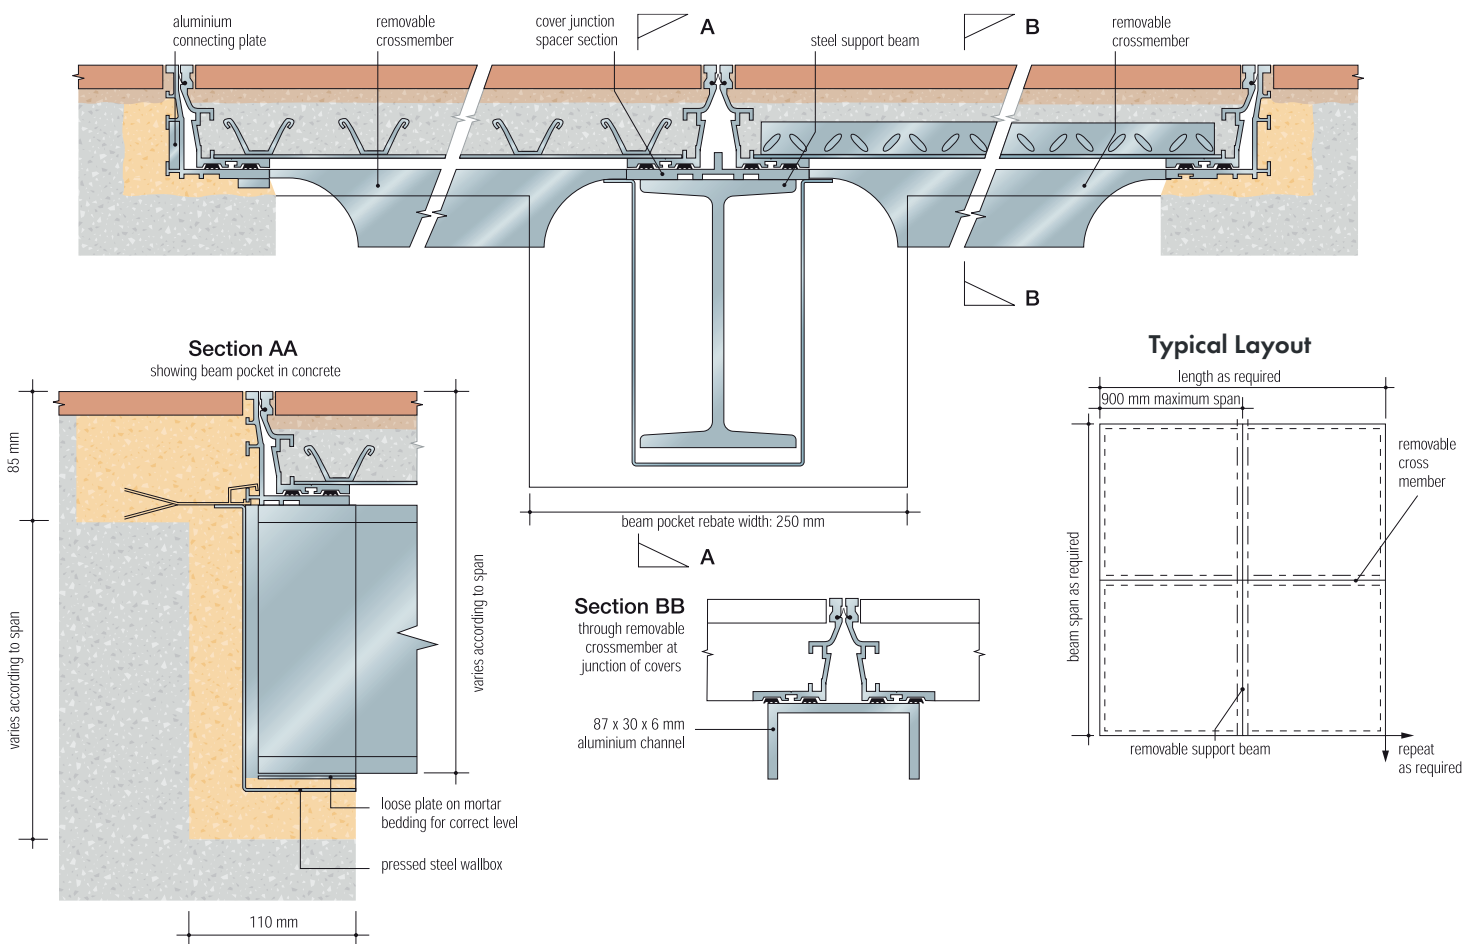 aluminium
connecting plate
removable
crossmember
cover junction
spacer section
A
steel support beam
B
removable
crossmember
B
Section AA
showing beam pocket in concrete
85 mm
varies according to span
varies according to span
loose plate on mortar
bedding for correct level
pressed steel wallbox
110 mm
beam pocket rebate width: 250 mm
A
Section BB
through removable
crossmember at
junction of covers
87 x 30 x 6 mm
aluminium channel
Typical Layout
length as required
900 mm maximum span
beam span as required
removable
cross
member
removable support beam
repeat
as required